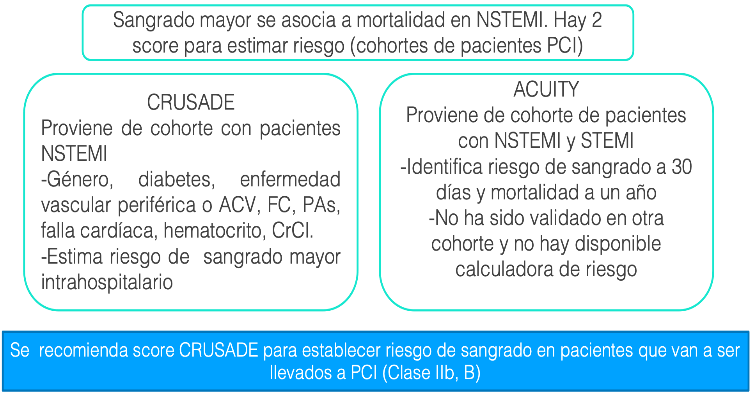 Sangrado mayor se asocia a mortalidad en NSTEMI. Hay 2
score para estimar riesgo (cohortes de pacientes PCI)
CRUSADE
Proviene de cohorte con pacientes
NSTEMI
-Género, diabetes, enfermedad
vascular periférica o ACV, FC, PAs,
falla cardíaca, hematocrito, CrCl.
-Estima riesgo de sangrado mayor
intrahospitalario
ACUITY
Proviene de cohorte de pacientes
con NSTEMI y STEMI
-Identifica riesgo de sangrado a 30
días y mortalidad a un año
-No ha sido validado en otra
cohorte y no hay disponible
calculadora de riesgo
Se recomienda score CRUSADE para establecer riesgo de sangrado en pacientes que van a ser
llevados a PCI (Clase IIb, B)